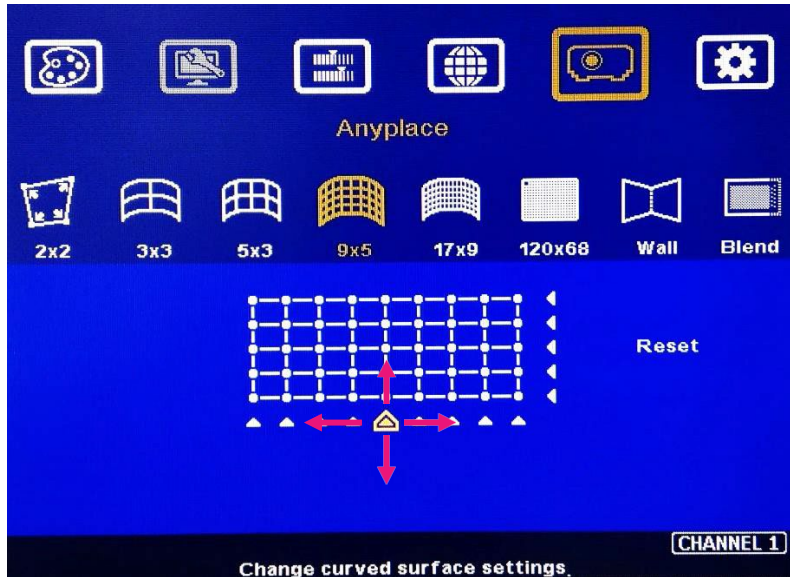 Anyplace
2x2 3x3 5x3 9x5 17x9 120x68 Wall Blend
Reset
CHANNEL 1
Change curved surface settings